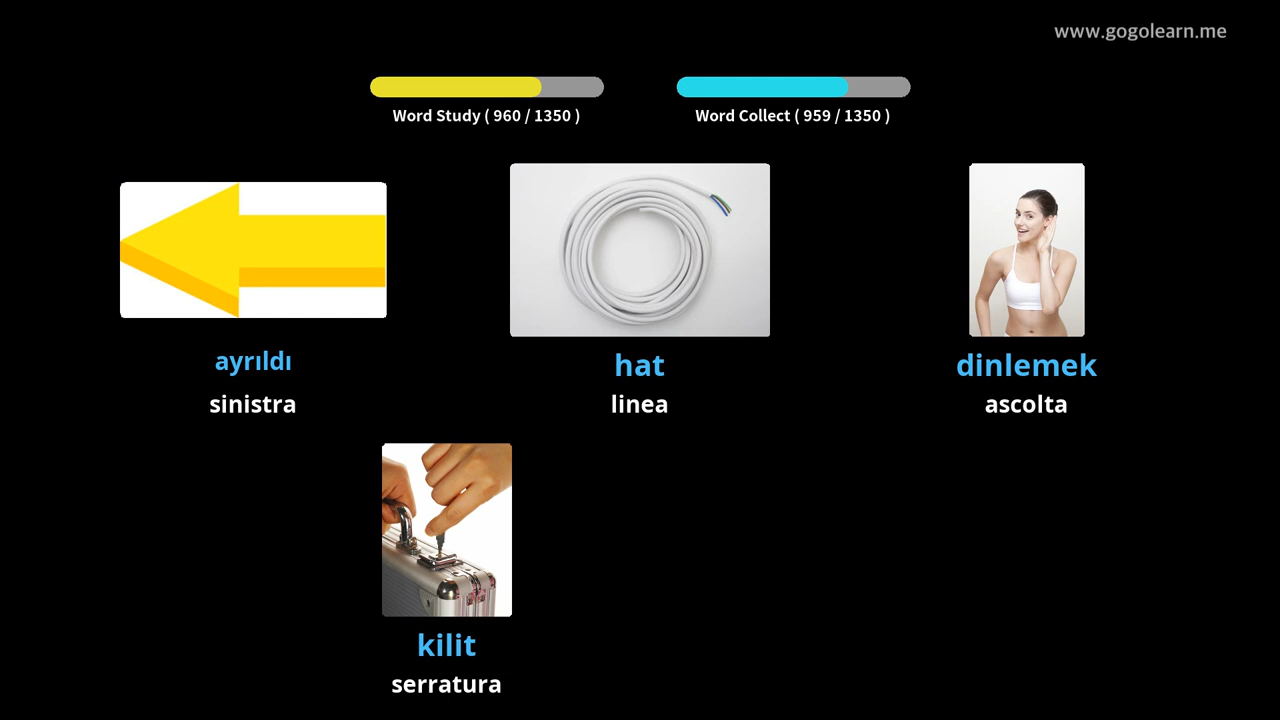 www.gogolearn.me
Word Study ( 960 / 1350 )
Word Collect ( 959 / 1350 )
ayrıldı
sinistra
hat
linea
dinlemek
ascolta
kilit
serratura